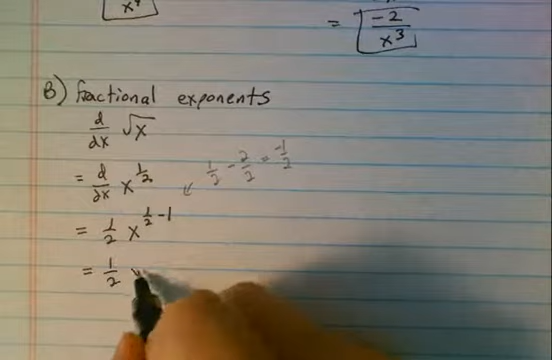 = -2/x³
B) fractional exponents
d/dx √x
= d/dx x^(1/2)
1/2 - 2/2 = -1/2
= 1/2 x^(1/2 - 1)
= 1/2